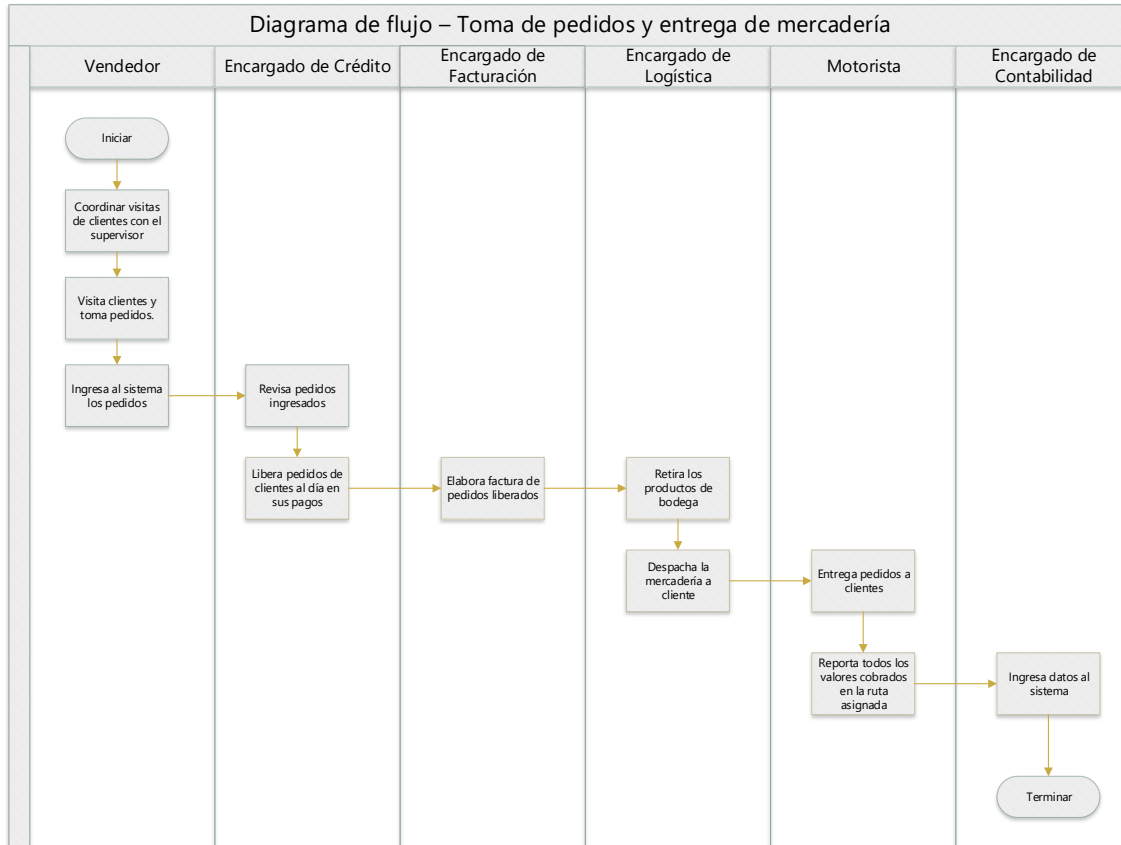 Diagrama de flujo – Toma de pedidos y entrega de mercadería
Vendedor
Encargado de Crédito
Encargado de
Facturación
Encargado de
Logística
Motorista
Encargado de
Contabilidad
Iniciar
Coordinar visitas
de clientes con el
supervisor
Visita clientes y
toma pedidos.
Ingresa al sistema
los pedidos
Revisa pedidos
ingresados
Libera pedidos de
clientes al día en
sus pagos
Elabora factura de
pedidos liberados
Retira los
productos de
bodega
Despacha la
mercadería a
cliente
Entrega pedidos a
clientes
Reporta todos los
valores cobrados
en la ruta
asignada
Ingresa datos al
sistema
Terminar